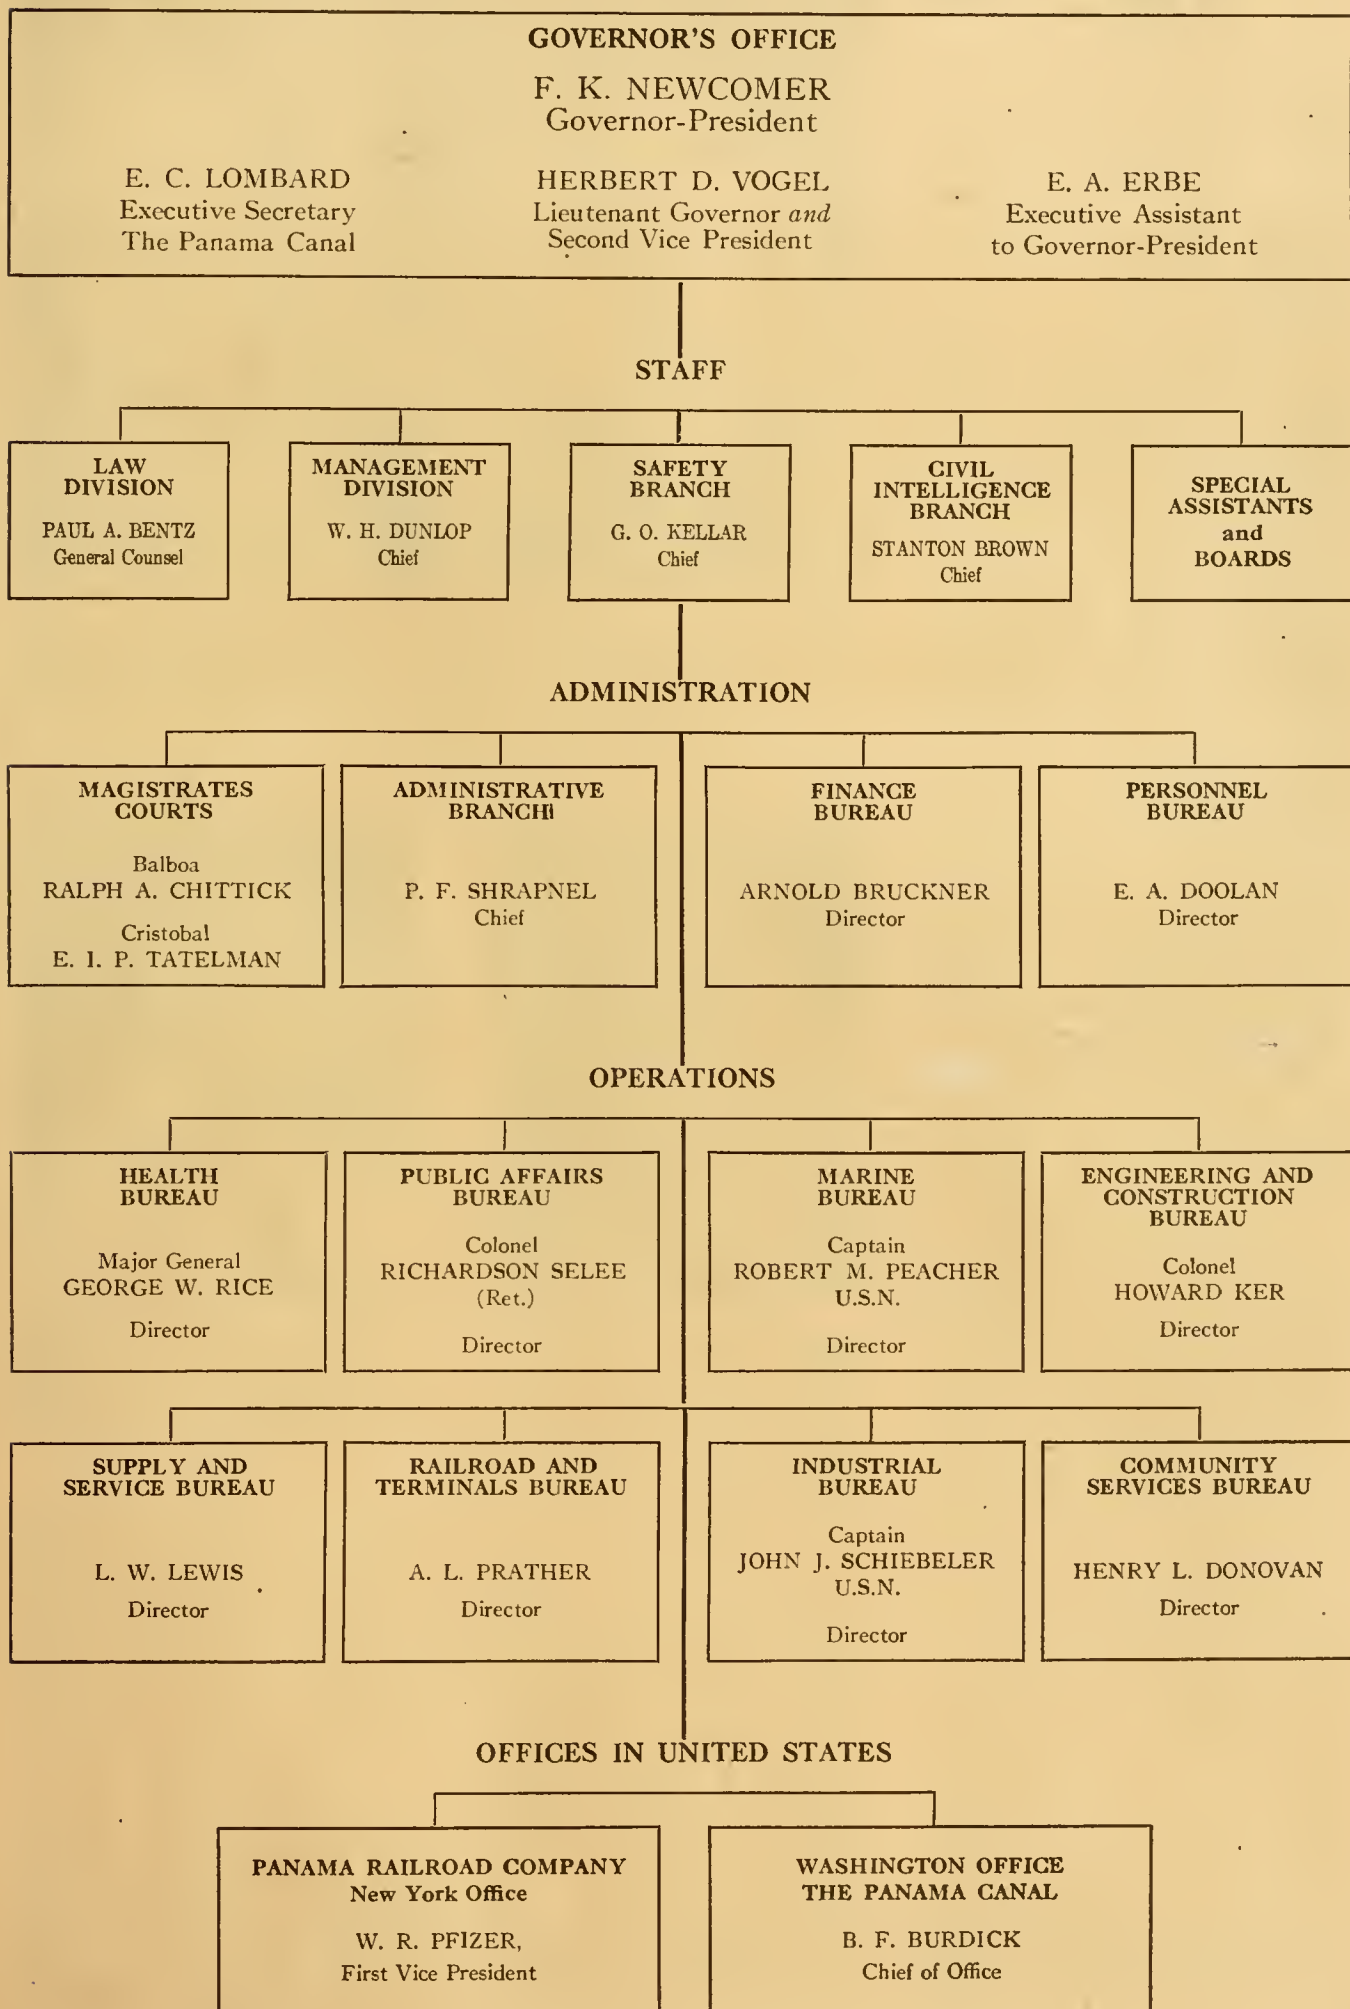 GOVERNOR'S OFFICE
F. K. NEWCOMER
Governor-President
E. C. LOMBARD
Executive Secretary
The Panama Canal
HERBERT D. VOGEL
Lieutenant Governor and
Second Vice President
E. A. ERBE
Executive Assistant
to Governor-President
STAFF
LAW
DIVISION
PAUL A. BENTZ
General Counsel
MANAGEMENT
DIVISION
W. H. DUNLOP
Chief
SAFETY
BRANCH
G. O. KELLAR
Chief
CIVIL
INTELLIGENCE
BRANCH
STANTON BROWN
Chief
SPECIAL
ASSISTANTS
and
BOARDS
ADMINISTRATION
MAGISTRATES
COURTS
Balboa
RALPH A. CHITTICK
Cristobal
E. I. P. TATELMAN
ADMINISTRATIVE
BRANCH
P. F. SHRAPNEL
Chief
FINANCE
BUREAU
ARNOLD BRUCKNER
Director
PERSONNEL
BUREAU
E. A. DOOLAN
Director
OPERATIONS
HEALTH
BUREAU
Major General
GEORGE W. RICE
Director
PUBLIC AFFAIRS
BUREAU
Colonel
RICHARDSON SELEE
(Ret.)
Director
MARINE
BUREAU
Captain
ROBERT M. PEACHER
U.S.N.
Director
ENGINEERING AND
CONSTRUCTION
BUREAU
Colonel
HOWARD KER
Director
SUPPLY AND
SERVICE BUREAU
L. W. LEWIS
Director
RAILROAD AND
TERMINALS BUREAU
A. L. PRATHER
Director
INDUSTRIAL
BUREAU
Captain
JOHN J. SCHIEBELER
U.S.N.
Director
COMMUNITY
SERVICES BUREAU
HENRY L. DONOVAN
Director
OFFICES IN UNITED STATES
PANAMA RAILROAD COMPANY
New York Office
W. R. PFIZER,
First Vice President
WASHINGTON OFFICE
THE PANAMA CANAL
B. F. BURDICK
Chief of Office